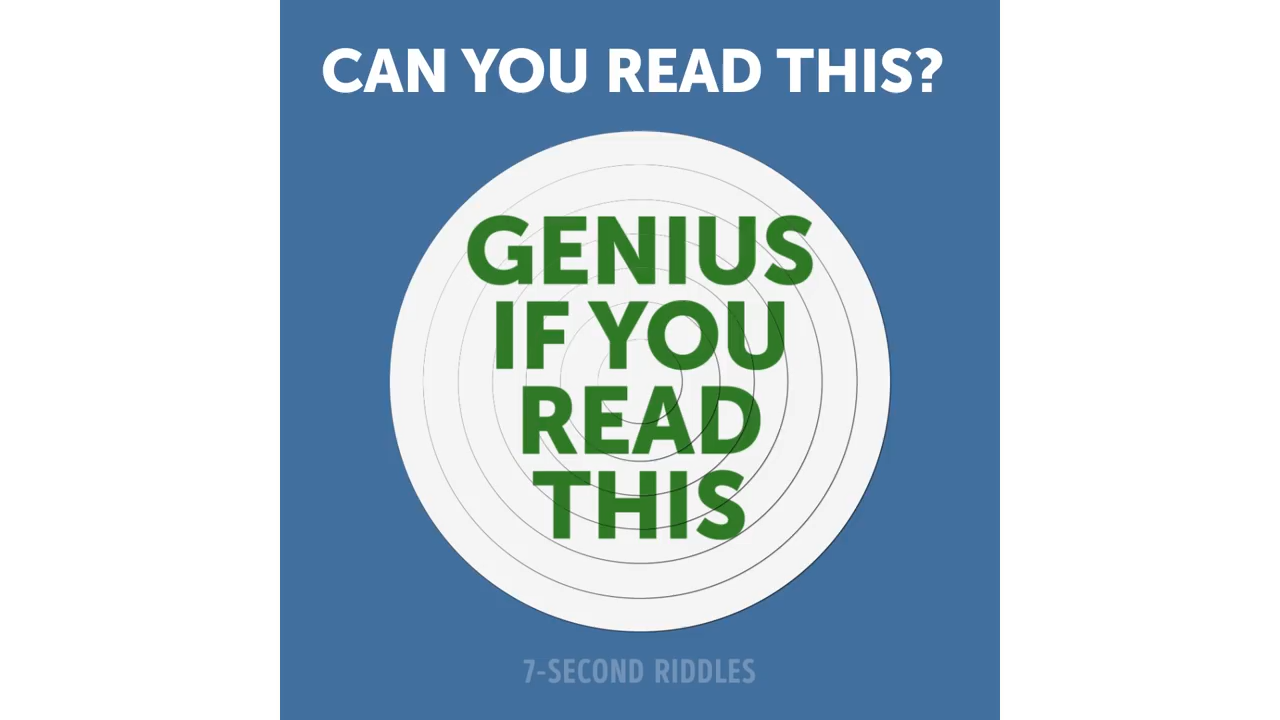 CAN YOU READ THIS?
GENIUS
IF YOU
READ
THIS
7-SECOND RIDDLES